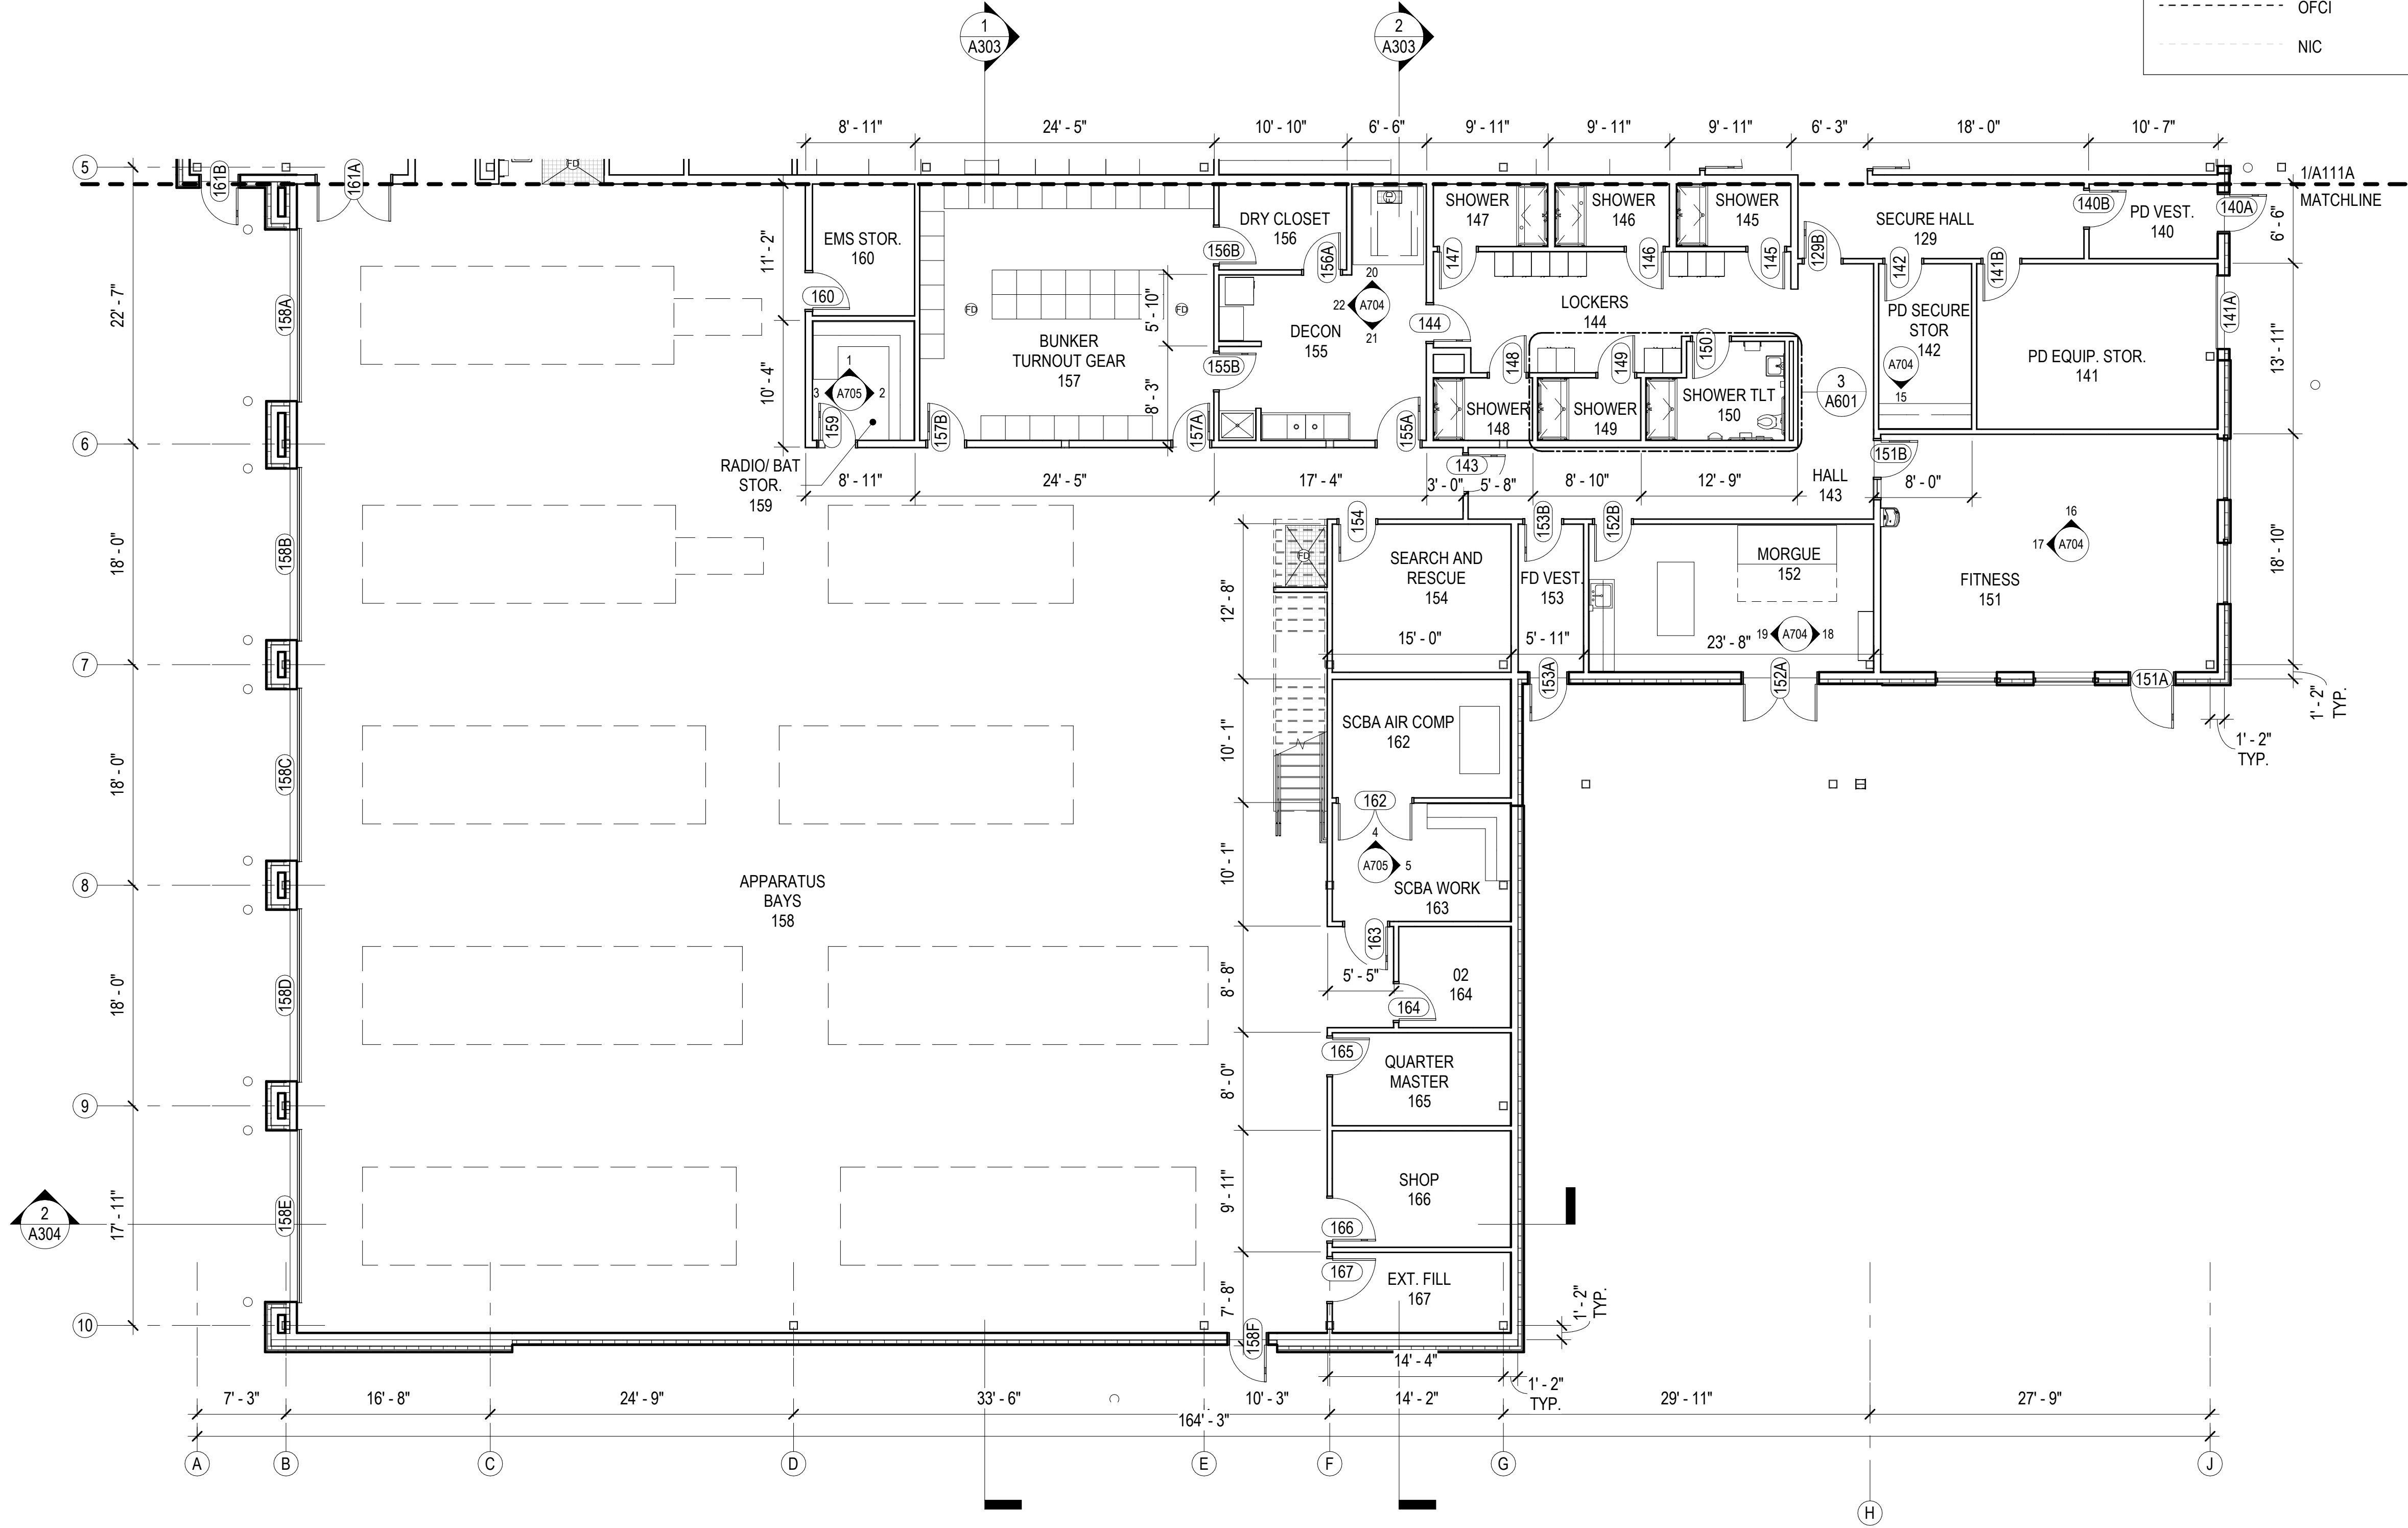 OFCI
NIC
1
A303
2
A303
8' - 11"
24' - 5"
10' - 10"
6' - 6"
9' - 11"
9' - 11"
9' - 11"
6' - 3"
18' - 0"
10' - 7"
5
161B
161A
FD
1/A111A
MATCHLINE
EMS STOR.
160
160
11' - 2"
10' - 4"
22' - 7"
158A
FD
FD
BUNKER
TURNOUT GEAR
157
5' - 10"
8' - 3"
DRY CLOSET
156
156B
156A
FD
DECON
155
155B
155A
20
22
A704
21
SHOWER
147
147
SHOWER
146
146
SHOWER
145
145
129B
LOCKERS
144
144
SECURE HALL
129
140B
PD VEST.
140
140A
6' - 6"
142
141B
PD SECURE
STOR
142
A704
15
PD EQUIP. STOR.
141
141A
13' - 11"
148
149
150
SHOWER
148
SHOWER
149
SHOWER TLT
150
3
A601
1
3
A705
2
159
157B
157A
6
RADIO/ BAT
STOR.
159
8' - 11"
24' - 5"
17' - 4"
143
3' - 0"
5' - 8"
8' - 10"
12' - 9"
HALL
143
151B
8' - 0"
18' - 0"
158B
FD
154
SEARCH AND
RESCUE
154
153B
FD VEST.
153
152B
MORGUE
152
19
A704
18
16
17
A704
FITNESS
151
18' - 10"
12' - 8"
15' - 0"
5' - 11"
23' - 8"
7
153A
152A
151A
1' - 2"
TYP.
1' - 2"
TYP.
18' - 0"
158C
SCBA AIR COMP
162
162
10' - 1"
4
A705
5
SCBA WORK
163
10' - 1"
8
APPARATUS
BAYS
158
163
5' - 5"
02
164
164
8' - 8"
18' - 0"
158D
165
QUARTER
MASTER
165
8' - 0"
9
SHOP
166
166
9' - 11"
2
A304
17' - 11"
158E
167
EXT. FILL
167
7' - 8"
1' - 2"
TYP.
10
158F
14' - 4"
1' - 2"
TYP.
7' - 3"
16' - 8"
24' - 9"
33' - 6"
10' - 3"
14' - 2"
29' - 11"
27' - 9"
164' - 3"
A
B
C
D
E
F
G
H
J